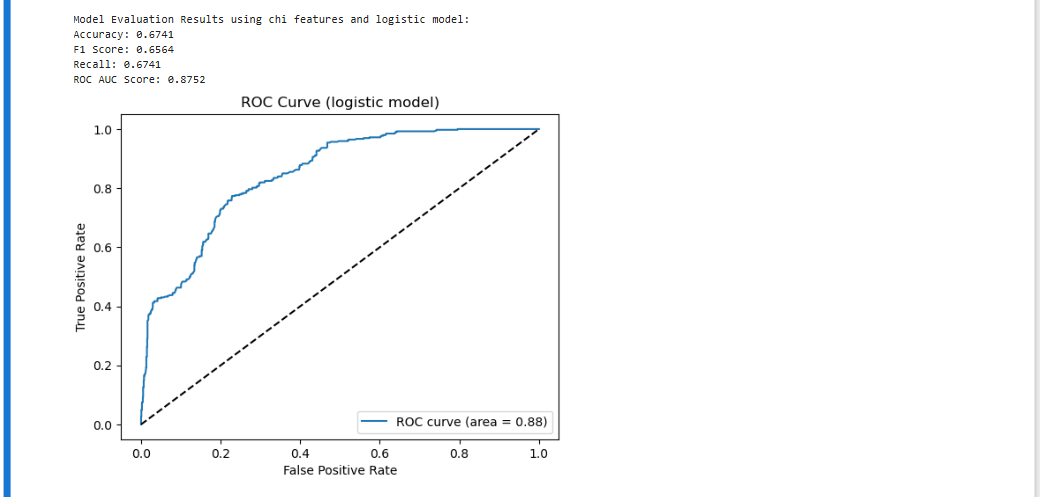 Model Evaluation Results using chi features and logistic model:
Accuracy: 0.6741
F1 Score: 0.6564
Recall: 0.6741
ROC AUC Score: 0.8752
ROC Curve (logistic model)
True Positive Rate
1.0
0.8
0.6
0.4
0.2
0.0
ROC curve (area = 0.88)
0.0 0.2 0.4 0.6 0.8 1.0
False Positive Rate